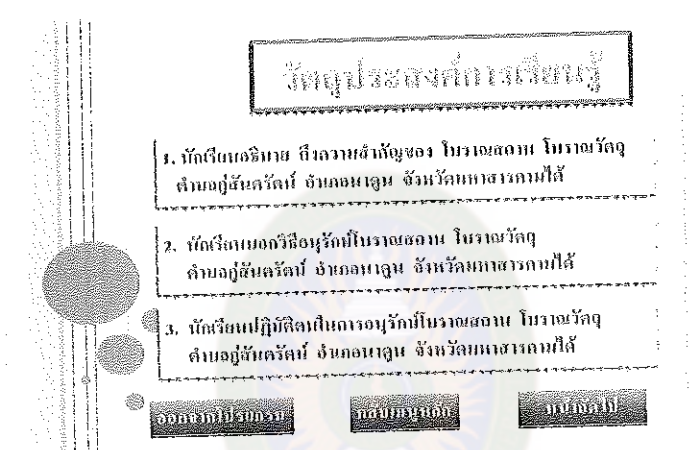 วัตถุประสงค์การเรียนรู้
1. นักเรียนอธิบาย ถึงความสำคัญของ โบราณสถาน โบราณวัตถุ
ตำบลกู่สันตรัตน์ อำเภอนาดูน จังหวัดมหาสารคามได้
2. นักเรียนบอกวิธีอนุรักษ์โบราณสถาน โบราณวัตถุ
ตำบลกู่สันตรัตน์ อำเภอนาดูน จังหวัดมหาสารคามได้
3. นักเรียนปฏิบัติตนในการอนุรักษ์โบราณสถาน โบราณวัตถุ
ตำบลกู่สันตรัตน์ อำเภอนาดูน จังหวัดมหาสารคามได้
ออกจากโปรแกรม
กลับเมนูหลัก
หน้าถัดไป